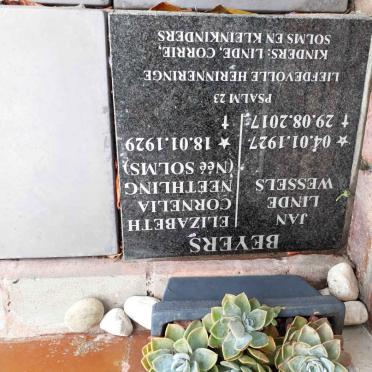 BEYERS
JAN
LINDE
WESSELS
★ 04.01.1927
✝ 29.08.2017
ELIZABETH
CORNELIA
NEETHLING
(Néé SOLMS)
★ 18.01.1929
✝
PSALM 23
LIEFDEVOLLE HERINNERINGE
KINDERS: LINDE, CORRIE,
SOLMS EN KLEINKINDERS